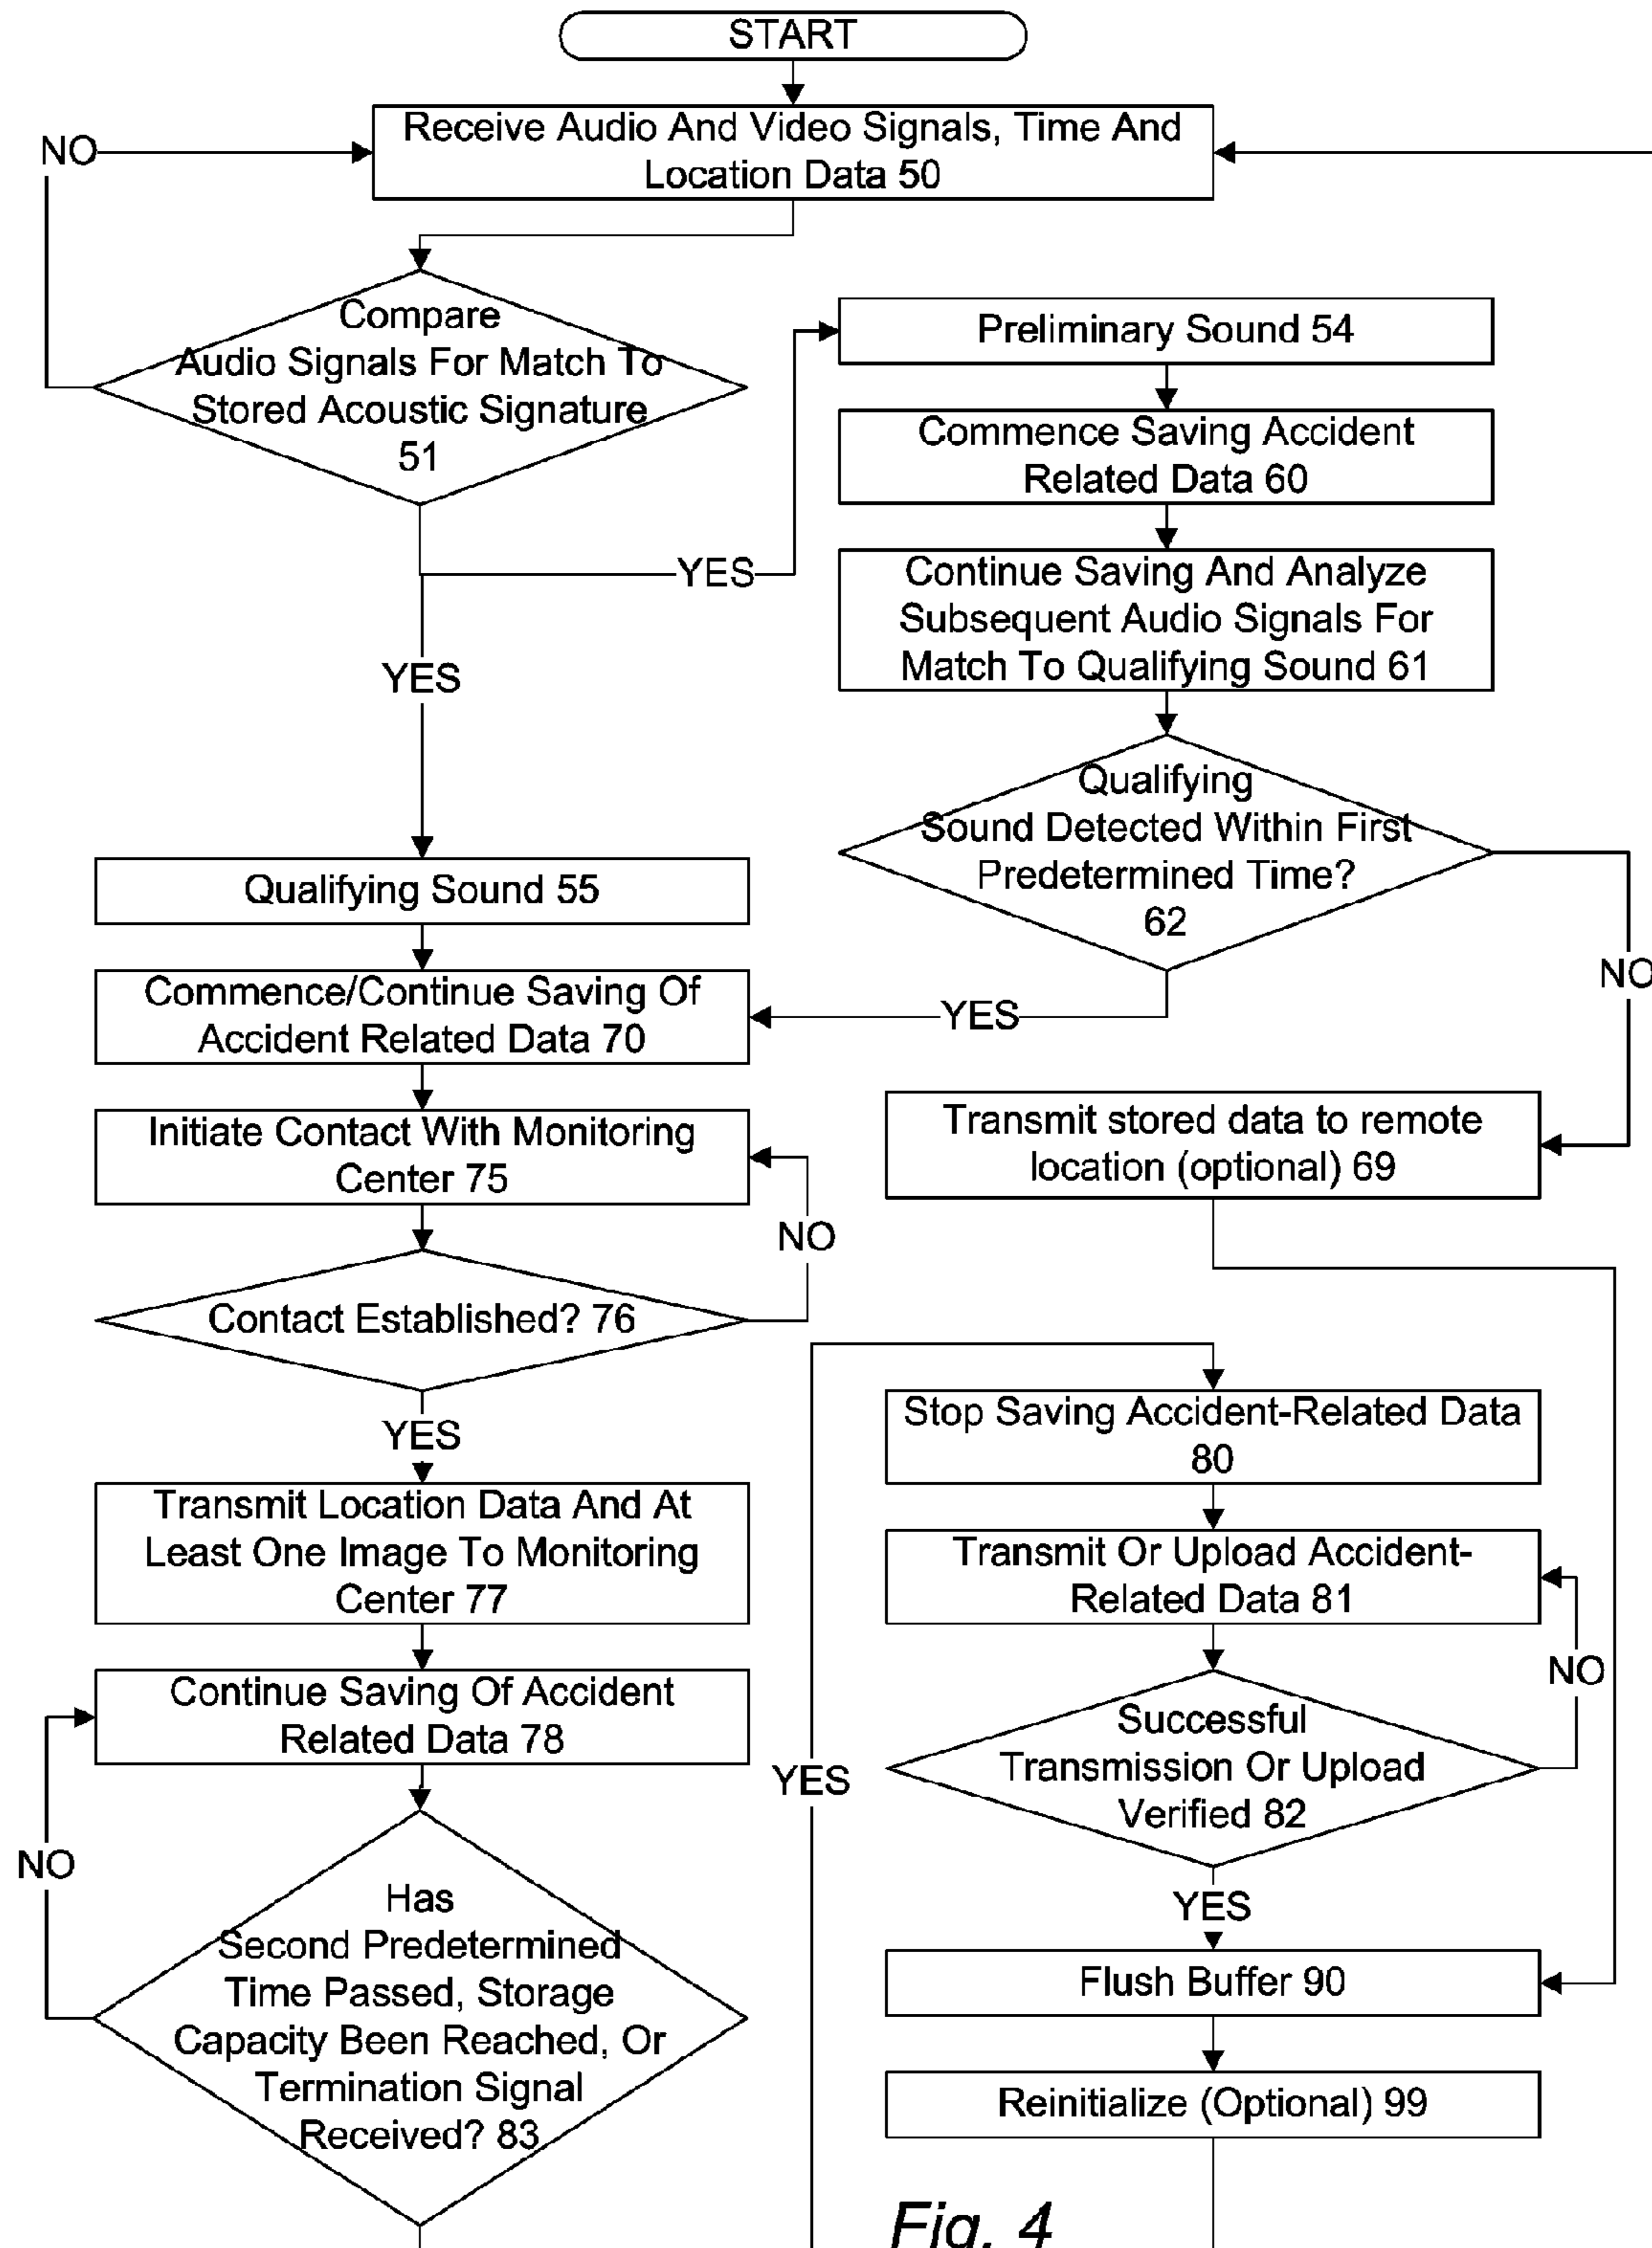 START
Receive Audio And Video Signals, Time And
Location Data 50
NO
Compare
Audio Signals For Match To
Stored Acoustic Signature
51
YES
YES
Preliminary Sound 54
Commence Saving Accident
Related Data 60
Continue Saving And Analyze
Subsequent Audio Signals For
Match To Qualifying Sound 61
Qualifying
Sound Detected Within First
Predetermined Time?
62
NO
YES
Qualifying Sound 55
Commence/Continue Saving Of
Accident Related Data 70
Initiate Contact With Monitoring
Center 75
NO
Contact Established? 76
YES
Transmit Location Data And At
Least One Image To Monitoring
Center 77
Continue Saving Of Accident
Related Data 78
NO
Has
Second Predetermined
Time Passed, Storage
Capacity Been Reached, Or
Termination Signal
Received? 83
YES
Transmit stored data to remote
location (optional) 69
Stop Saving Accident-Related Data
80
Transmit Or Upload Accident-
Related Data 81
NO
Successful
Transmission Or Upload
Verified 82
YES
Flush Buffer 90
Reinitialize (Optional) 99
Fig. 4